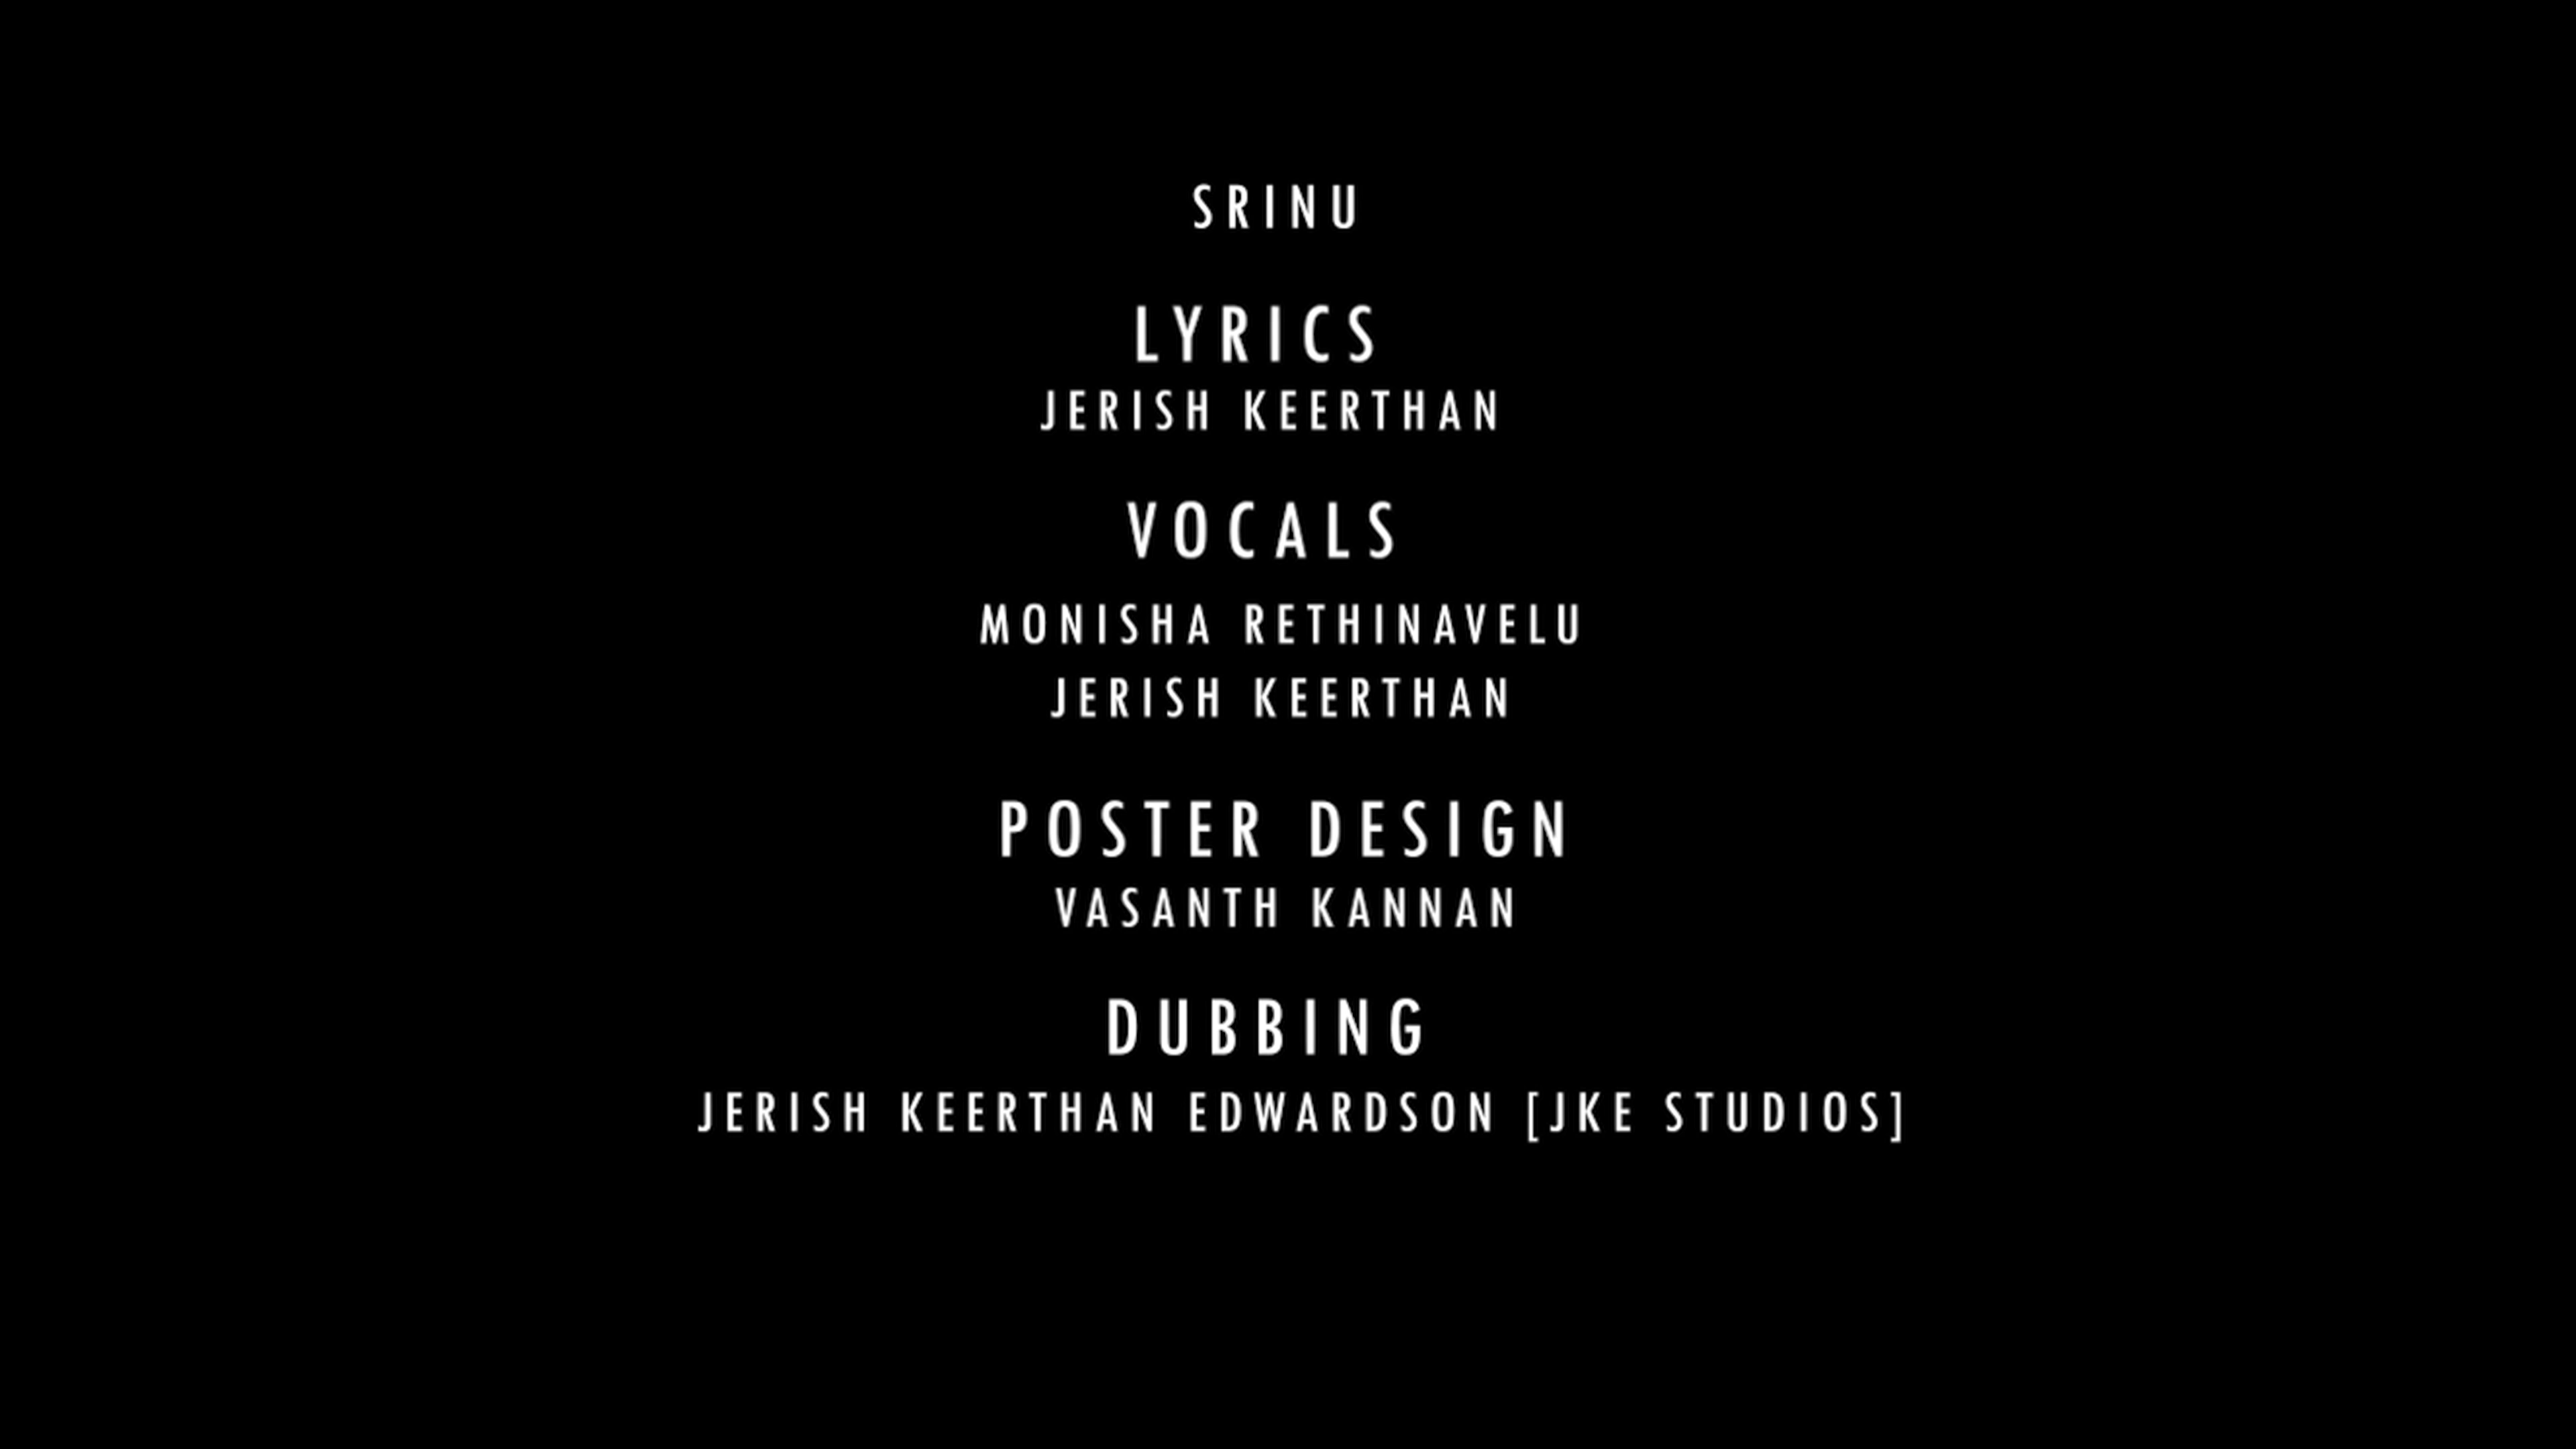 SRINU
LYRICS
JERISH KEERTHAN
VOCALS
MONISHA RETHINAVELU
JERISH KEERTHAN
POSTER DESIGN
VASANTH KANNAN
DUBBING
JERISH KEERTHAN EDWARDSON [JKE STUDIOS]